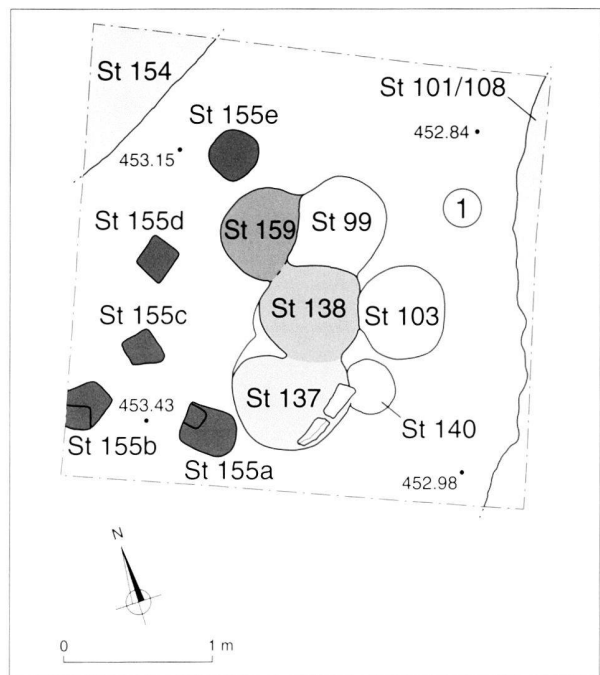 St 154
St 101/108
St 155e
452.84
453.15
1
St 155d
St 159
St 99
St 138
St 103
St 155c
St 137
453.43
St 140
St 155b
St 155a
452.98
N
0
1 m